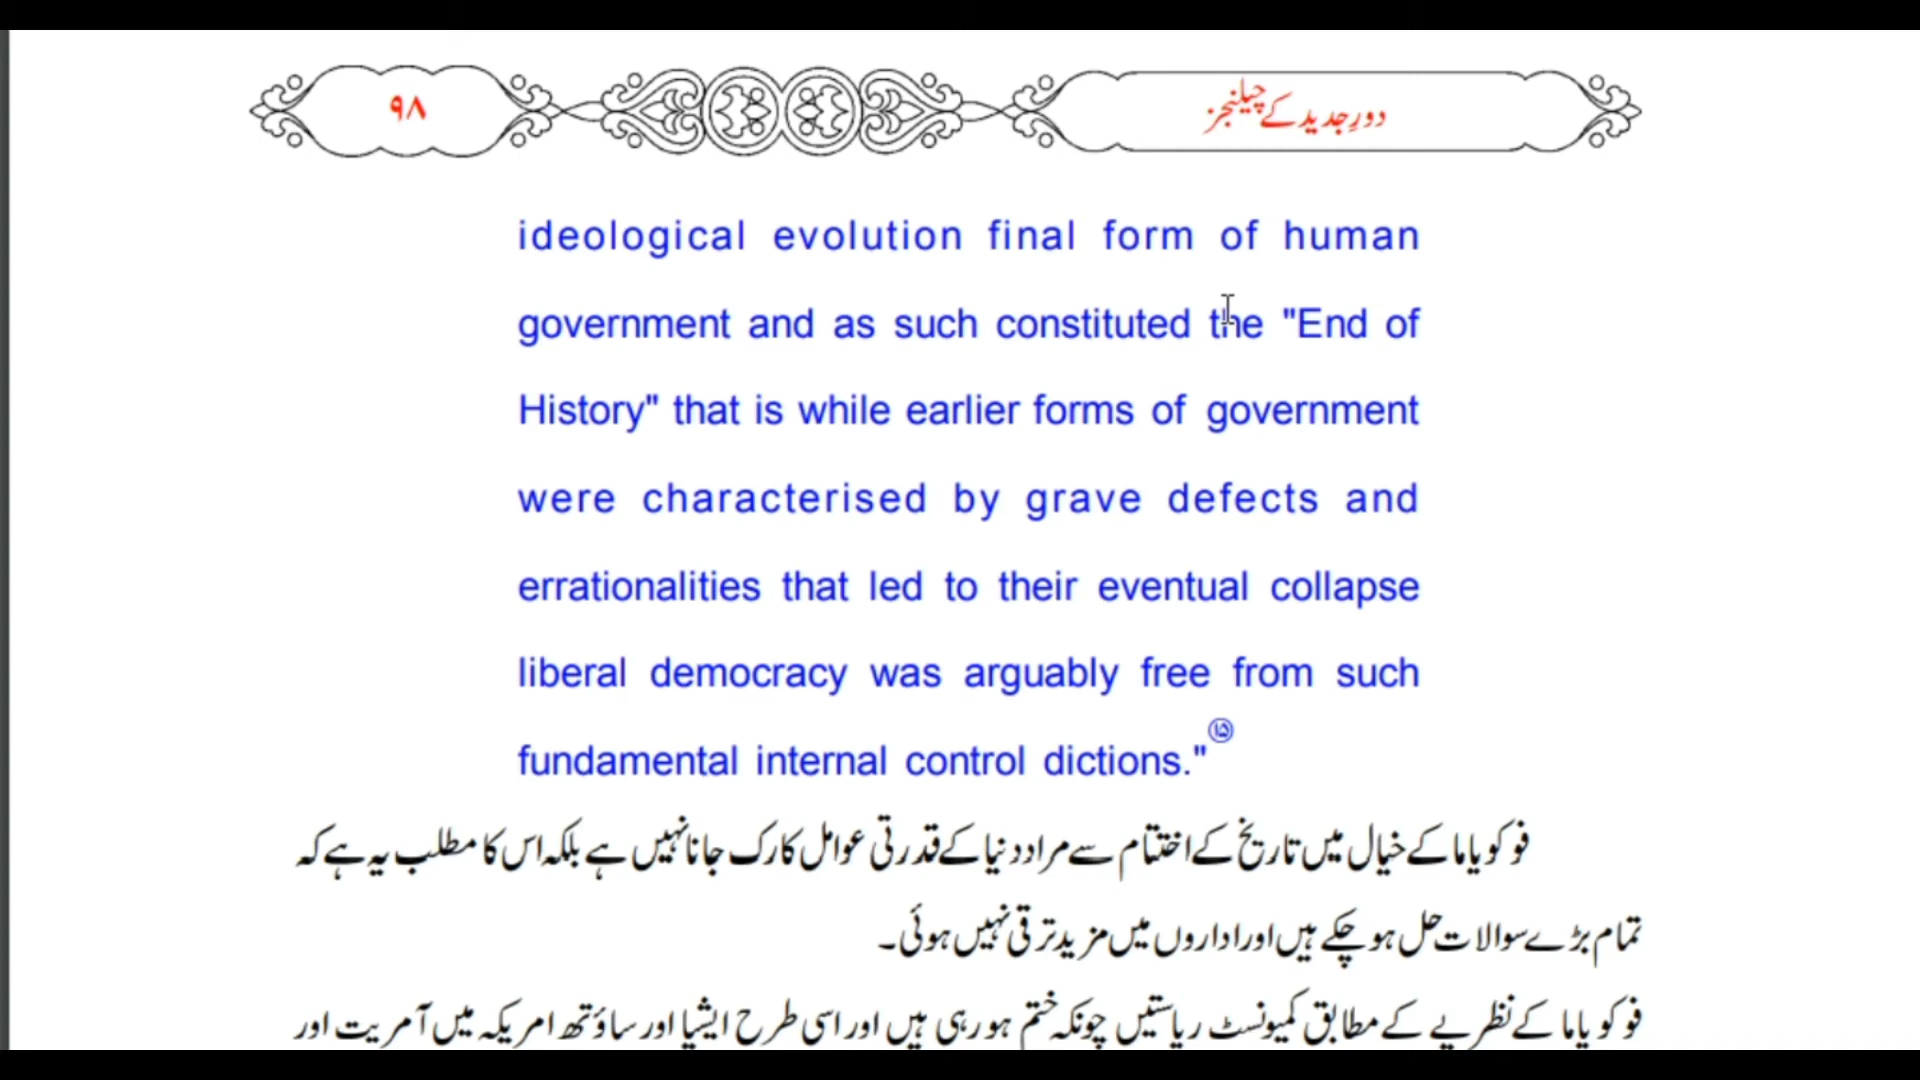 دورِ جدید کے چیلنجز
۹۸
ideological evolution final form of human
government and as such constituted the "End of
History" that is while earlier forms of government
were characterised by grave defects and
errationalities that led to their eventual collapse
liberal democracy was arguably free from such
fundamental internal control dictions." ⑮
فوکویاما کے خیال میں تاریخ کے اختتام سے مراد دنیا کے قدرتی عوامل کا رک جانا نہیں ہے بلکہ اس کا مطلب یہ ہے کہ
تمام بڑے سوالات حل ہو چکے ہیں اور اداروں میں مزید ترقی نہیں ہوئی۔
فوکویاما کے نظریے کے مطابق کمیونسٹ ریاستیں چونکہ ختم ہو رہی ہیں اور اسی طرح ایشیا اور ساؤتھ امریکہ میں آمریت اور